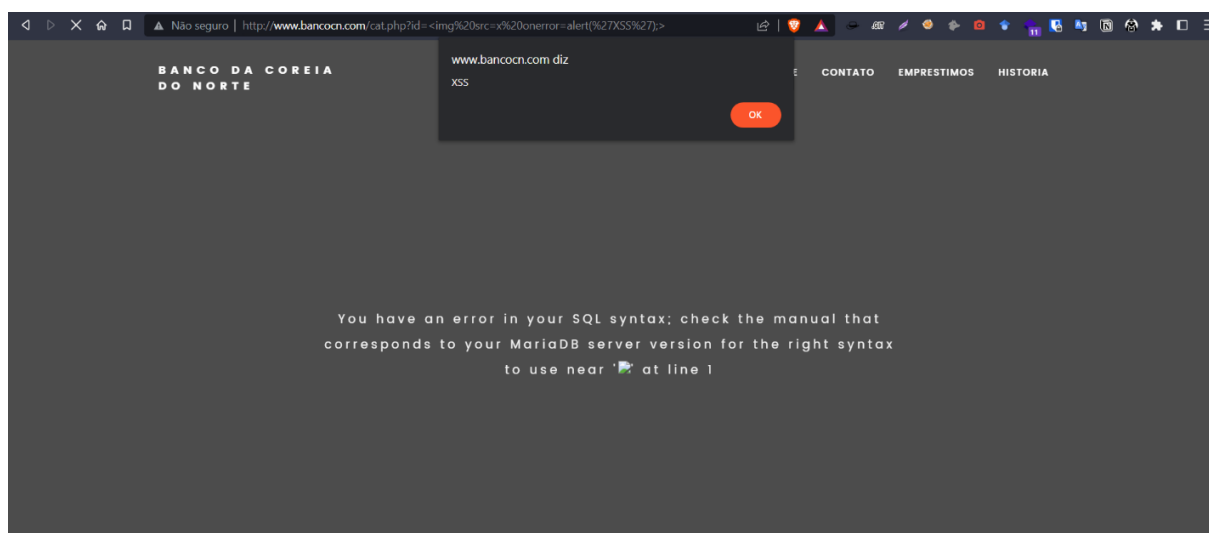 Não seguro | http://www.bancocn.com/cat.php?id=<img%20src=x%20onerror=alert(%27XSS%27);>
11
www.bancocn.com diz
XSS
OK
BANCO DA COREIA
DO NORTE
E CONTATO EMPRESTIMOS HISTORIA
You have an error in your SQL syntax; check the manual that
corresponds to your MariaDB server version for the right syntax
to use near '' at line 1